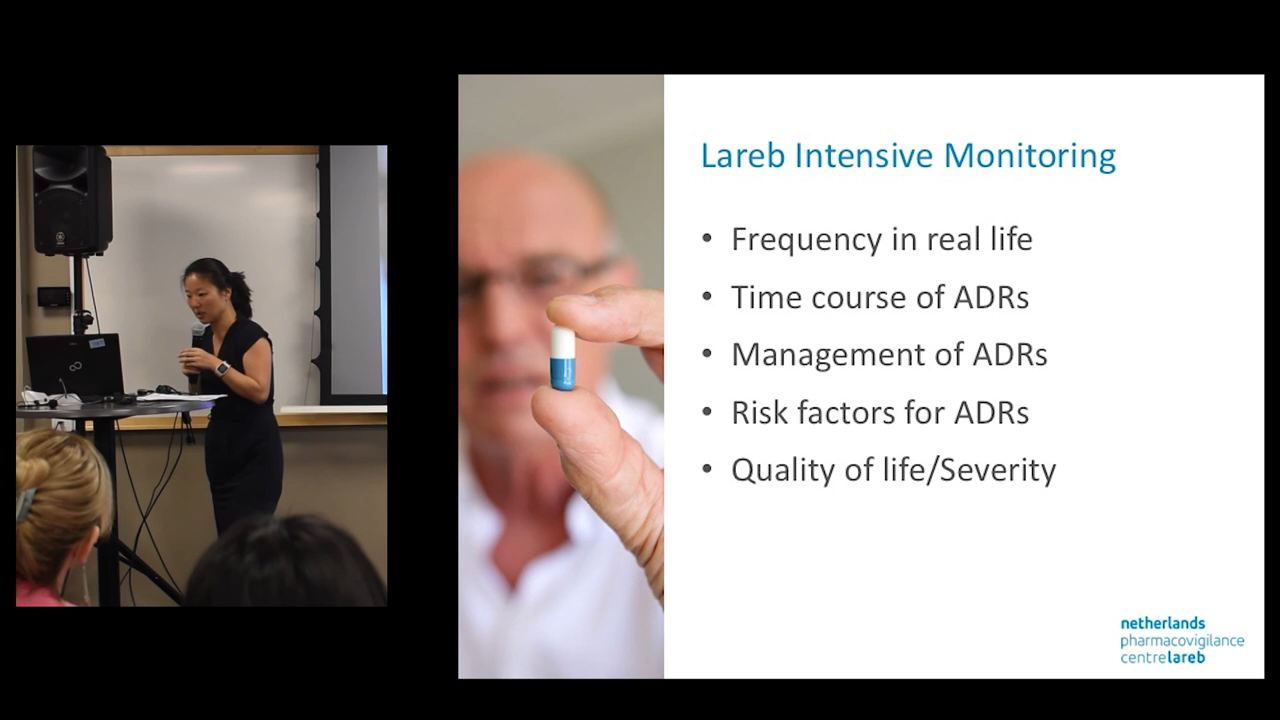 Lareb Intensive Monitoring
• Frequency in real life
• Time course of ADRs
• Management of ADRs
• Risk factors for ADRs
• Quality of life/Severity
netherlands
pharmacovigilance
centrelareb